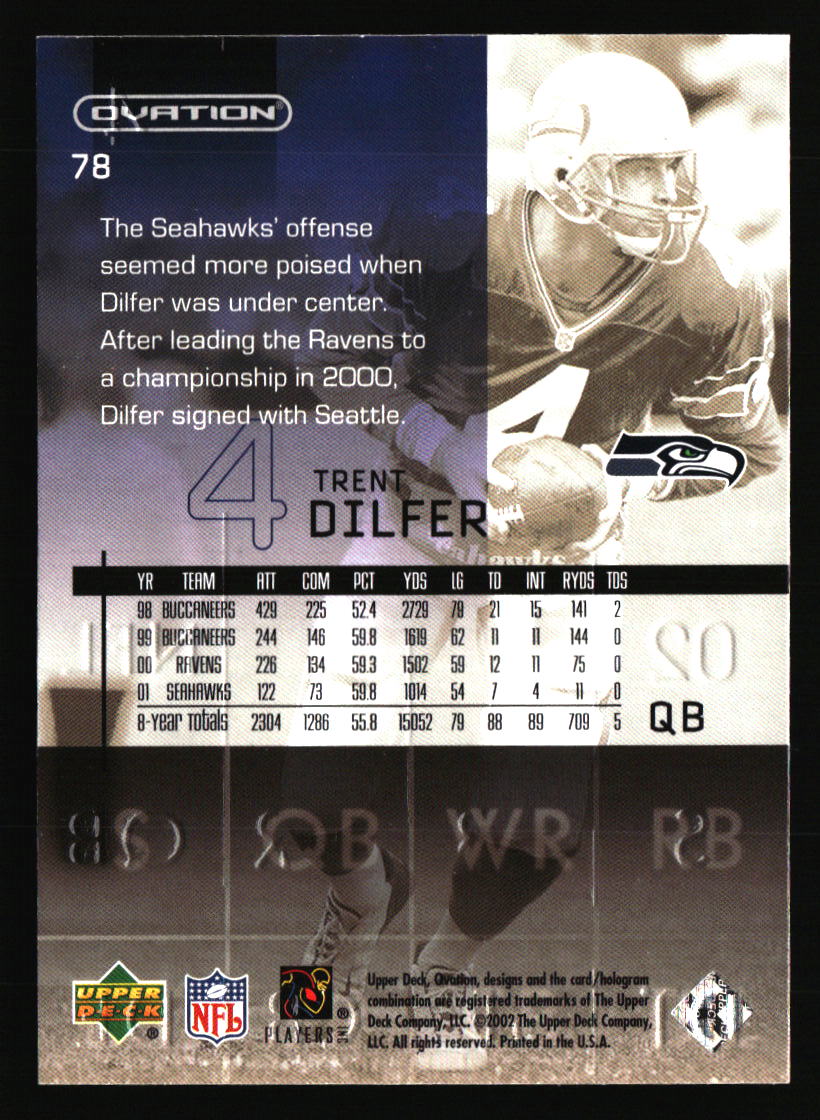 OVATION®
78
The Seahawks' offense
seemed more poised when
Dilfer was under center.
After leading the Ravens to
a championship in 2000,
Dilfer signed with Seattle.
4
4
TRENT
DILFER
Seahawks
YR TEAM ATT COM PCT YDS LG TD INT RYDS TDS
98 BUCCANEERS 429 225 52.4 2729 79 21 15 141 2
99 BUCCANEERS 244 146 59.8 1619 62 11 11 144 0
00 RAVENS 226 134 59.3 1502 59 12 11 75 0
01 SEAHAWKS 122 73 59.8 1014 54 7 4 11 0
8-Year Totals 2304 1286 55.8 15052 79 88 89 709 5
QB
S QB WR RB
UPPER
DECK
®
NFL
PLAYERS INC ®
Upper Deck, Ovation, designs and the card/hologram
combination are registered trademarks of The Upper
Deck Company, LLC. ©2002 The Upper Deck Company,
LLC. All rights reserved. Printed in the U.S.A.